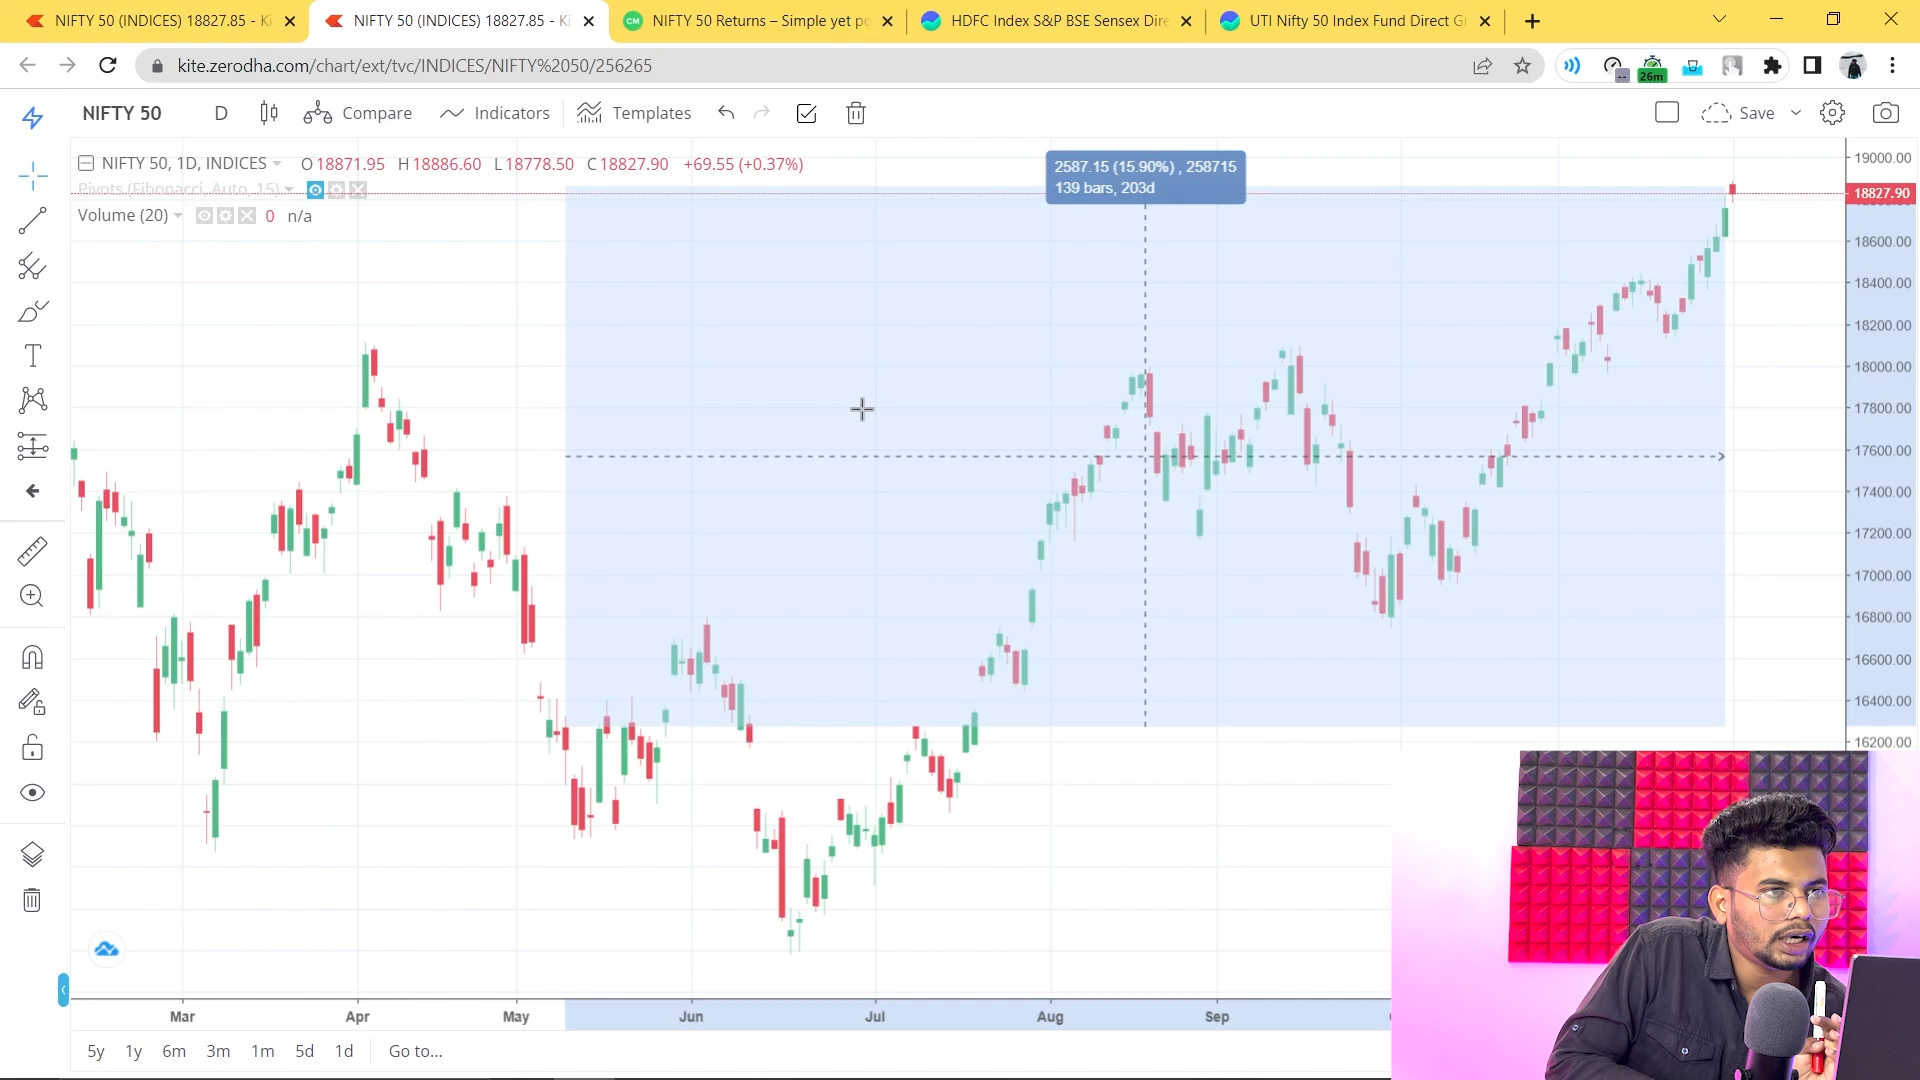 NIFTY 50 (INDICES) 18827.85 - Ki
NIFTY 50 (INDICES) 18827.85 - Ki
CM
NIFTY 50 Returns – Simple yet po
HDFC Index S&P BSE Sensex Dire
UTI Nifty 50 Index Fund Direct Gr
kite.zerodha.com/chart/ext/tvc/INDICES/NIFTY%2050/256265
26m
NIFTY 50
D
Compare
Indicators
Templates
Save
NIFTY 50, 1D, INDICES
O 18871.95 H 18886.60 L 18778.50 C 18827.90 +69.55 (+0.37%)
Pivots (Fibonacci, Auto, 15)
Volume (20)
0 n/a
2587.15 (15.90%) , 258715
139 bars, 203d
19000.00
18827.90
18600.00
18400.00
18200.00
18000.00
17800.00
17600.00
17400.00
17200.00
17000.00
16800.00
16600.00
16400.00
16200.00
Mar
Apr
May
Jun
Jul
Aug
Sep
5y
1y
6m
3m
1m
5d
1d
Go to...